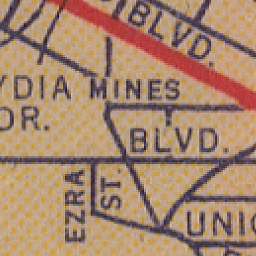 BLVD.
YDIA MINES
DR.
BLVD.
EZRA
ST.
UNIO